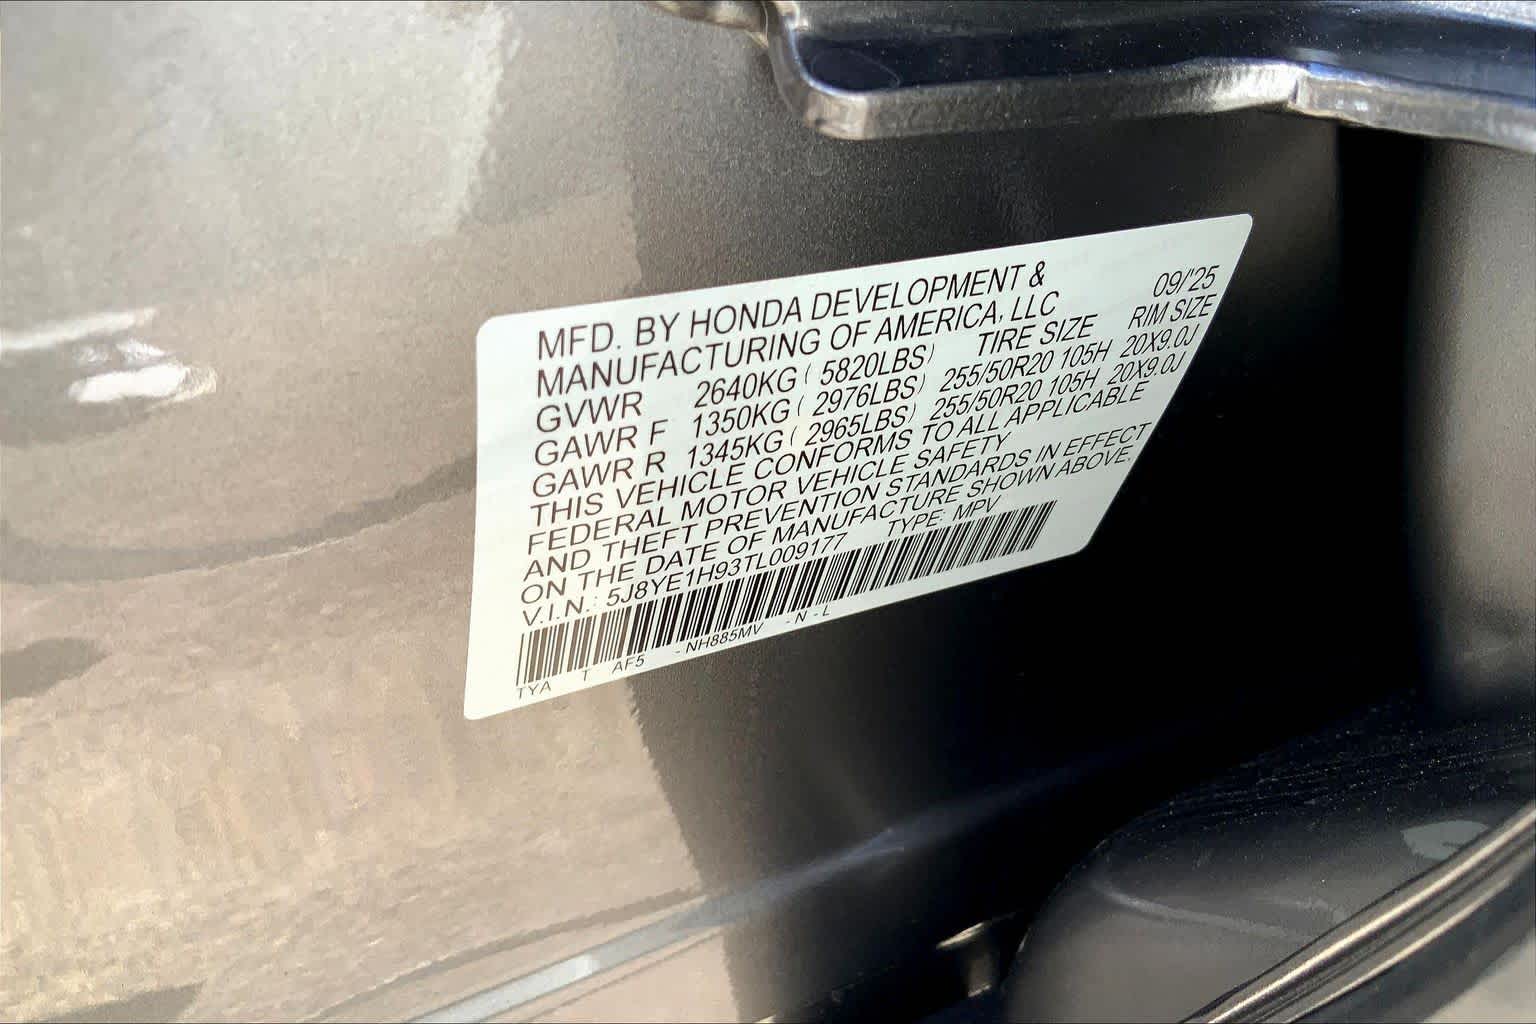 MFD. BY HONDA DEVELOPMENT &
MANUFACTURING OF AMERICA, LLC 09/'25
GVWR 2640KG ( 5820LBS) TIRE SIZE RIM SIZE
GAWR F 1350KG ( 2976LBS) 255/50R20 105H 20X9.0J
GAWR R 1345KG ( 2965LBS) 255/50R20 105H 20X9.0J
THIS VEHICLE CONFORMS TO ALL APPLICABLE
FEDERAL MOTOR VEHICLE SAFETY
AND THEFT PREVENTION STANDARDS IN EFFECT
ON THE DATE OF MANUFACTURE SHOWN ABOVE.
V.I.N.: 5J8YE1H93TL009177 TYPE: MPV
TYA T AF5 - NH885MV - N - L